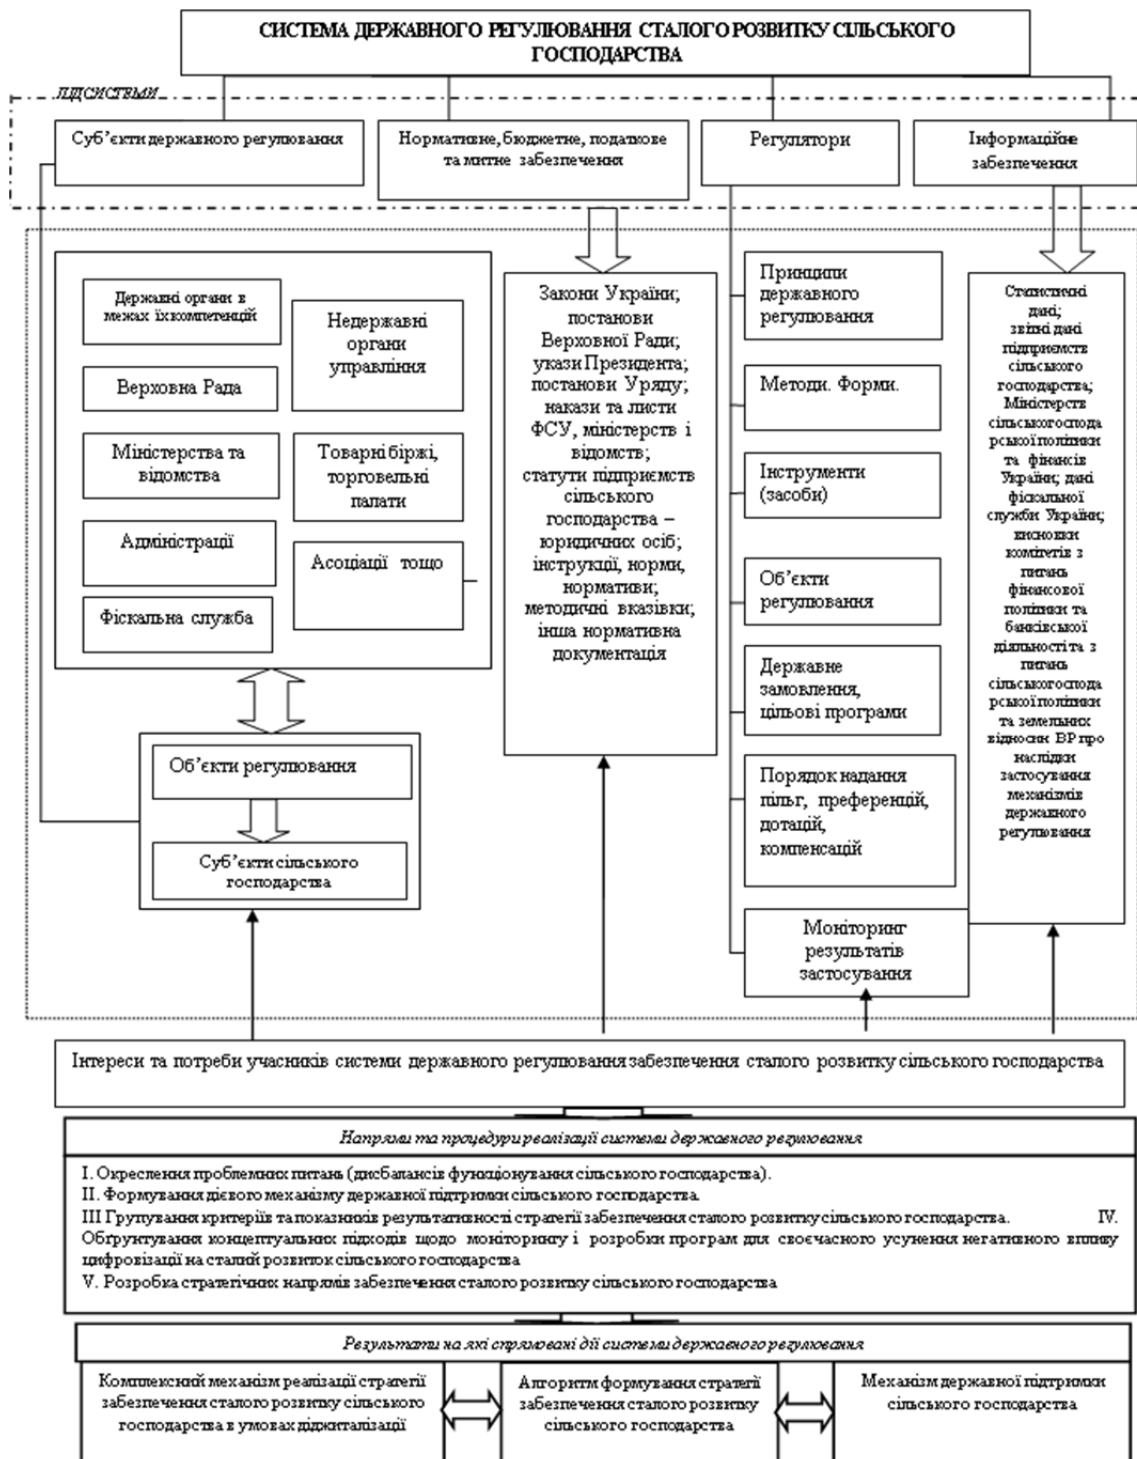 СИСТЕМА ДЕРЖАВНОГО РЕГУЛЮВАННЯ СТАЛОГО РОЗВИТКУ СІЛЬСЬКОГО
ГОСПОДАРСТВА
ПІДСИСТЕМИ
Суб’єкти державного регулювання
Нормативне, бюджетне, податкове
та митне забезпечення
Регулятори
Інформаційне
забезпечення
Державні органи в
межах їх компетенцій
Верховна Рада
Міністерства та
відомства
Адміністрації
Фіскальна служба
Недержавні
органи
управління
Товарні біржі,
торговельні
палати
Асоціації тощо
Об’єкти регулювання
Суб’єкти сільського
господарства
Закони України;
постанови
Верховної Ради;
укази Президента;
постанови Уряду;
накази та листи
ФСУ, міністерств і
відомств;
статути підприємств
сільського
господарства –
юридичних осіб;
інструкції, норми,
нормативи;
методичні вказівки;
інша нормативна
документація
Принципи
державного
регулювання
Методи. Форми.
Інструменти
(засоби)
Об’єкти
регулювання
Державне
замовлення,
цільові програми
Порядок надання
пільг, преференцій,
дотацій,
компенсацій
Моніторинг
результатів
застосування
Статистичні
дані;
звітні дані
підприємств
сільського
господарства;
Міністерств
сільськогоспода
рської політики
та фінансів
України; дані
фіскальної
служби України;
висновки
комітетів з
питань
фінансової
політики та
банківської
діяльності та з
питань
сільськогоспода
рської політики
та земельних
відносин ВР про
наслідки
застосування
механізмів
державного
регулювання
Інтереси та потреби учасників системи державного регулювання забезпечення сталого розвитку сільського господарства
Напрями та процедури реалізації системи державного регулювання
І. Окреслення проблемних питань (дисбалансів функціонування сільського господарства).
ІІ. Формування дієвого механізму державної підтримки сільського господарства.
ІІІ Групування критеріїв та показників результативності стратегії забезпечення сталого розвитку сільського господарства. IV.
Обґрунтування концептуальних підходів щодо моніторингу і розробки програм для своєчасного усунення негативного впливу
цифровізації на сталий розвиток сільського господарства
V. Розробка стратегічних напрямів забезпечення сталого розвитку сільського господарства
Результати на які спрямовані дії системи державного регулювання
Комплексний механізм реалізації стратегії
забезпечення сталого розвитку сільського
господарства в умовах діджиталізації
Алгоритм формування стратегії
забезпечення сталого розвитку
сільського господарства
Механізм державної підтримки
сільського господарства